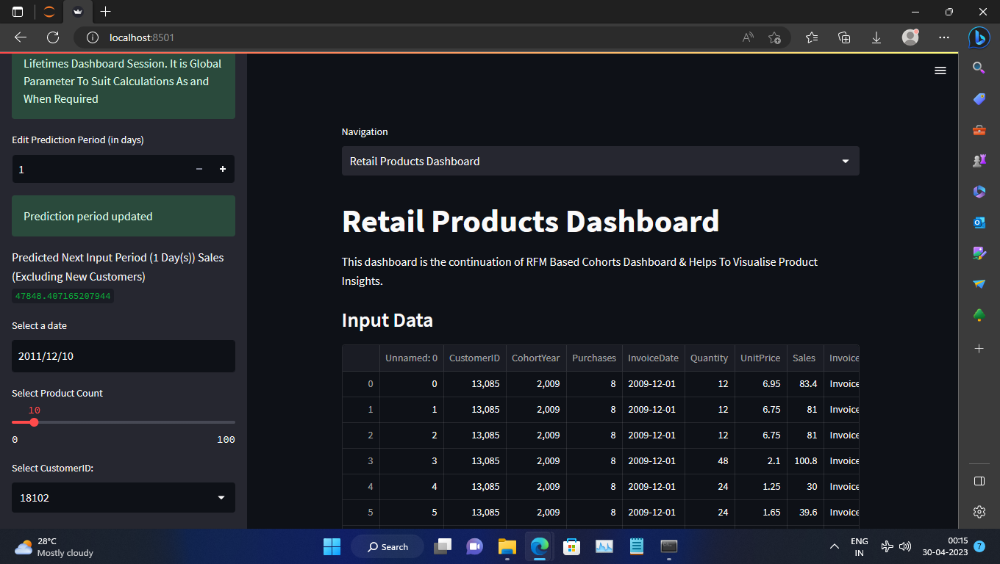 localhost:8501
Lifetimes Dashboard Session. It is Global
Parameter To Suit Calculations As and
When Required
Edit Prediction Period (in days)
1
Prediction period updated
Predicted Next Input Period (1 Day(s)) Sales
(Excluding New Customers)
47848.407165207944
Select a date
2011/12/10
Select Product Count
10
0 100
Select CustomerID:
18102
Navigation
Retail Products Dashboard
Retail Products Dashboard
This dashboard is the continuation of RFM Based Cohorts Dashboard & Helps To Visualise Product
Insights.
Input Data
Unnamed: 0 CustomerID CohortYear Purchases InvoiceDate Quantity UnitPrice Sales Invoice
0 0 13,085 2,009 8 2009-12-01 12 6.95 83.4 Invoice
1 1 13,085 2,009 8 2009-12-01 12 6.75 81 Invoice
2 2 13,085 2,009 8 2009-12-01 12 6.75 81 Invoice
3 3 13,085 2,009 8 2009-12-01 48 2.1 100.8 Invoice
4 4 13,085 2,009 8 2009-12-01 24 1.25 30 Invoice
5 5 13,085 2,009 8 2009-12-01 24 1.65 39.6 Invoice
28°C
Mostly cloudy
Search
ENG
IN
00:15
30-04-2023
7